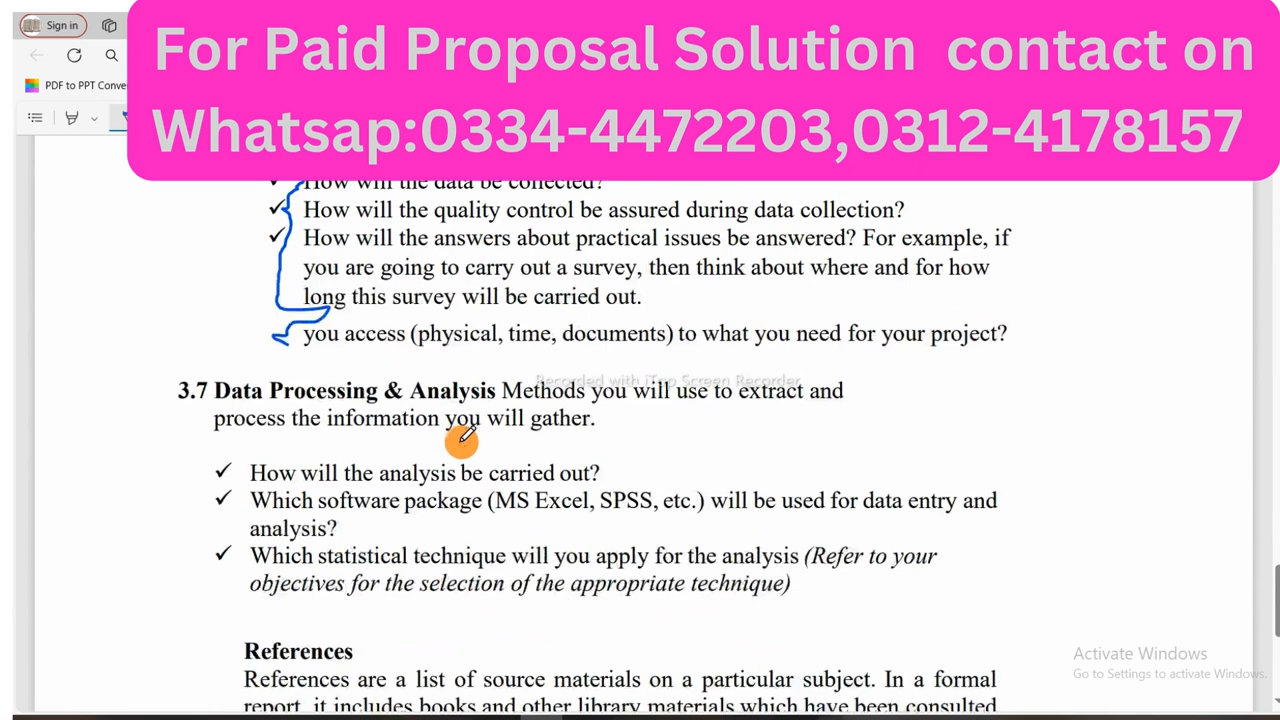 Sign in
For Paid Proposal Solution contact on
Whatsap:0334-4472203,0312-4178157
PDF to PPT Conve
How will the data be collected?
How will the quality control be assured during data collection?
How will the answers about practical issues be answered? For example, if
you are going to carry out a survey, then think about where and for how
long this survey will be carried out.
you access (physical, time, documents) to what you need for your project?
Recorded with iTop Screen Recorder
3.7 Data Processing & Analysis Methods you will use to extract and
process the information you will gather.
How will the analysis be carried out?
Which software package (MS Excel, SPSS, etc.) will be used for data entry and
analysis?
Which statistical technique will you apply for the analysis (Refer to your
objectives for the selection of the appropriate technique)
References
References are a list of source materials on a particular subject. In a formal
report, it includes books and other library materials which have been consulted
Activate Windows
Go to Settings to activate Windows.